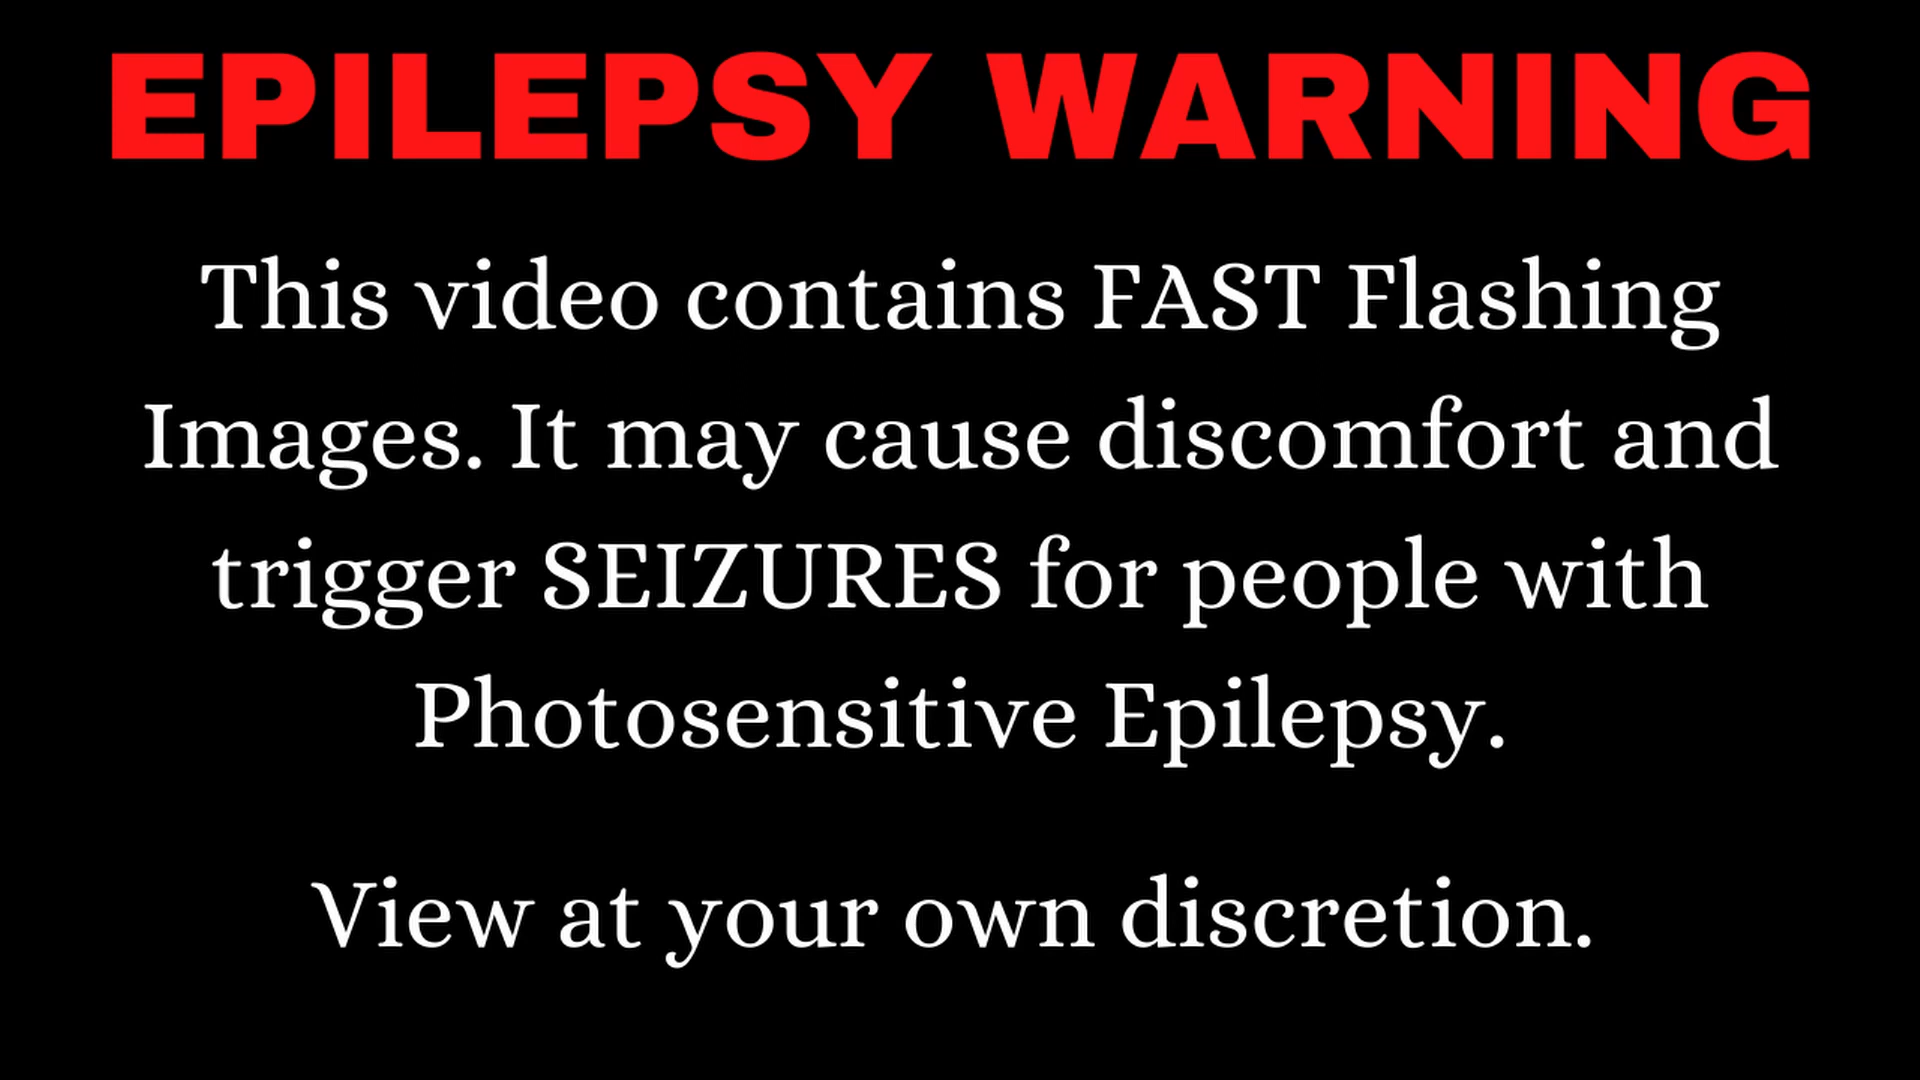 EPILEPSY WARNING
This video contains FAST Flashing
Images. It may cause discomfort and
trigger SEIZURES for people with
Photosensitive Epilepsy.
View at your own discretion.